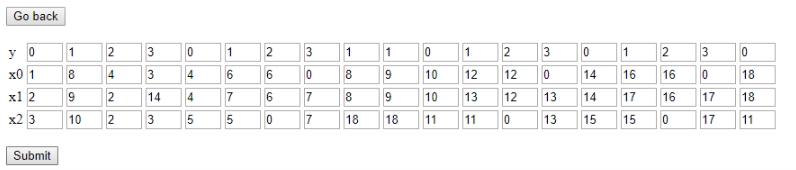 Go back
y 0 1 2 3 0 1 2 3 1 1 0 1 2 3 0 1 2 3 0
x0 1 8 4 3 4 6 6 0 8 9 10 12 12 0 14 16 16 0 18
x1 2 9 2 14 4 7 6 7 8 9 10 13 12 13 14 17 16 17 18
x2 3 10 2 3 5 5 0 7 18 18 11 11 0 13 15 15 0 17 11
Submit